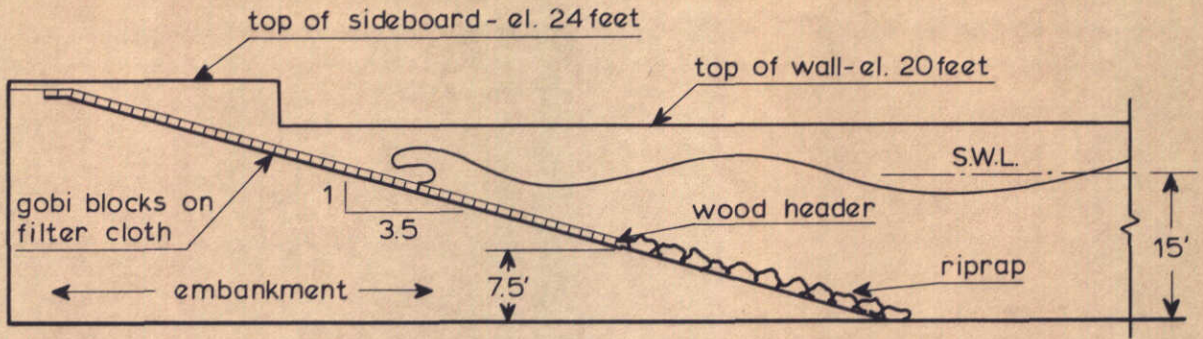 top of sideboard - el. 24 feet
top of wall-el. 20 feet
S.W.L.
gobi blocks on
filter cloth
1
3.5
wood header
riprap
15'
7.5'
embankment